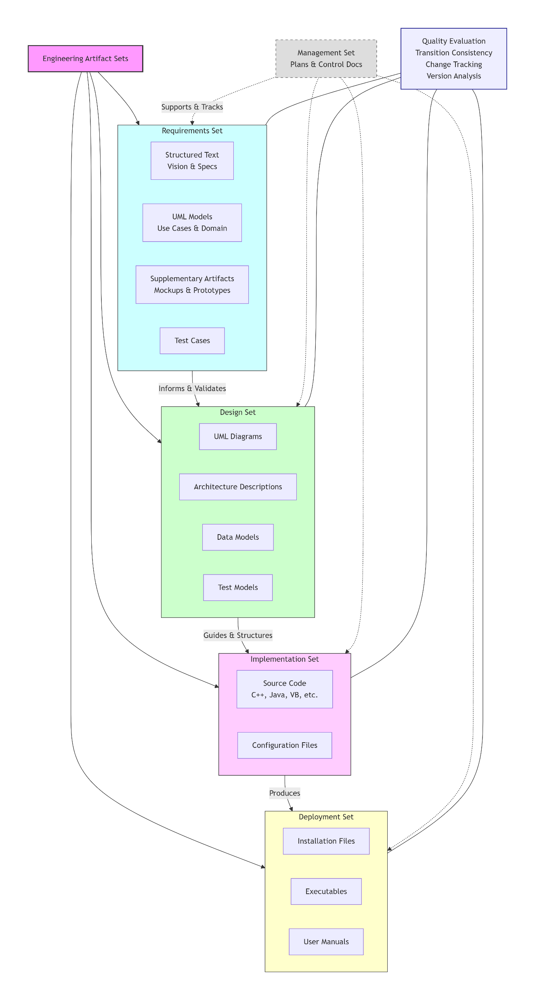 Engineering Artifact Sets
Management Set
Plans & Control Docs
Quality Evaluation
Transition Consistency
Change Tracking
Version Analysis
Supports & Tracks
Requirements Set
Structured Text
Vision & Specs
UML Models
Use Cases & Domain
Supplementary Artifacts
Mockups & Prototypes
Test Cases
Informs & Validates
Design Set
UML Diagrams
Architecture Descriptions
Data Models
Test Models
Guides & Structures
Implementation Set
Source Code
C++, Java, VB, etc.
Configuration Files
Produces
Deployment Set
Installation Files
Executables
User Manuals